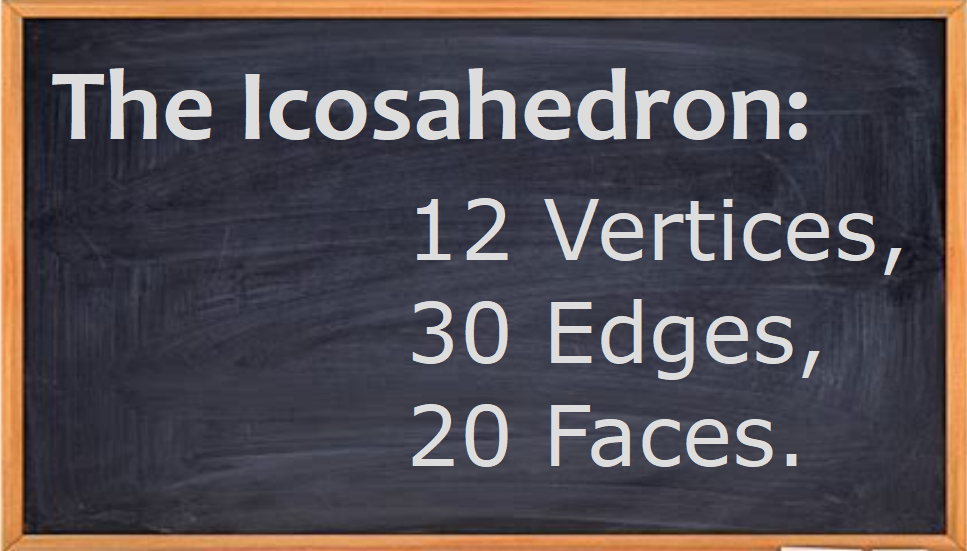 The Icosahedron:
12 Vertices,
30 Edges,
20 Faces.